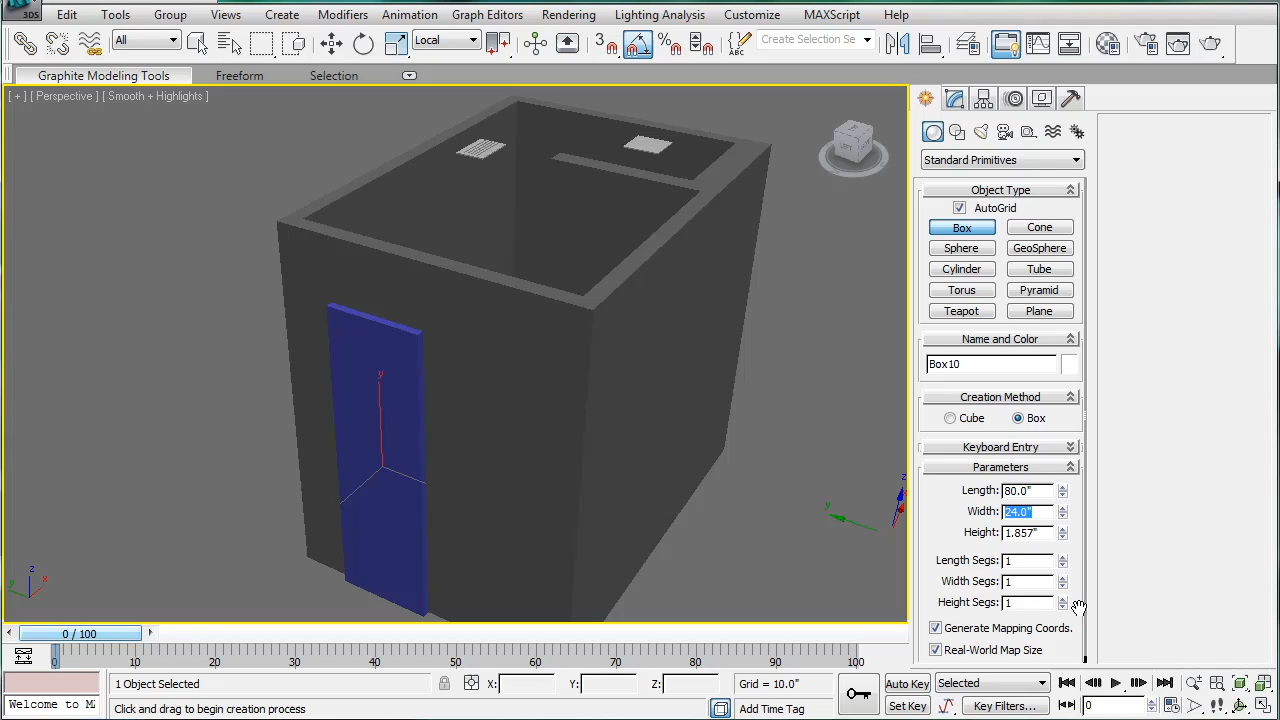 3DS
Edit Tools Group Views Create Modifiers Animation Graph Editors Rendering Lighting Analysis Customize MAXScript Help
All Local 3 ABC Create Selection Se
Graphite Modeling Tools Freeform Selection
[ + ] [ Perspective ] [ Smooth + Highlights ]
Standard Primitives
Object Type
AutoGrid
Box Cone
Sphere GeoSphere
Cylinder Tube
Torus Pyramid
Teapot Plane
Name and Color
Box10
Creation Method
Cube Box
Keyboard Entry
Parameters
Length: 80.0"
Width: 24.0"
Height: 1.857"
Length Segs: 1
Width Segs: 1
Height Segs: 1
Generate Mapping Coords.
Real-World Map Size
y
z
y
z
x
y
0 / 100
0 10 20 30 40 50 60 70 80 90 100
1 Object Selected X: Y: Z: Grid = 10.0" Auto Key Selected
Welcome to M Click and drag to begin creation process Add Time Tag Set Key Key Filters... 0